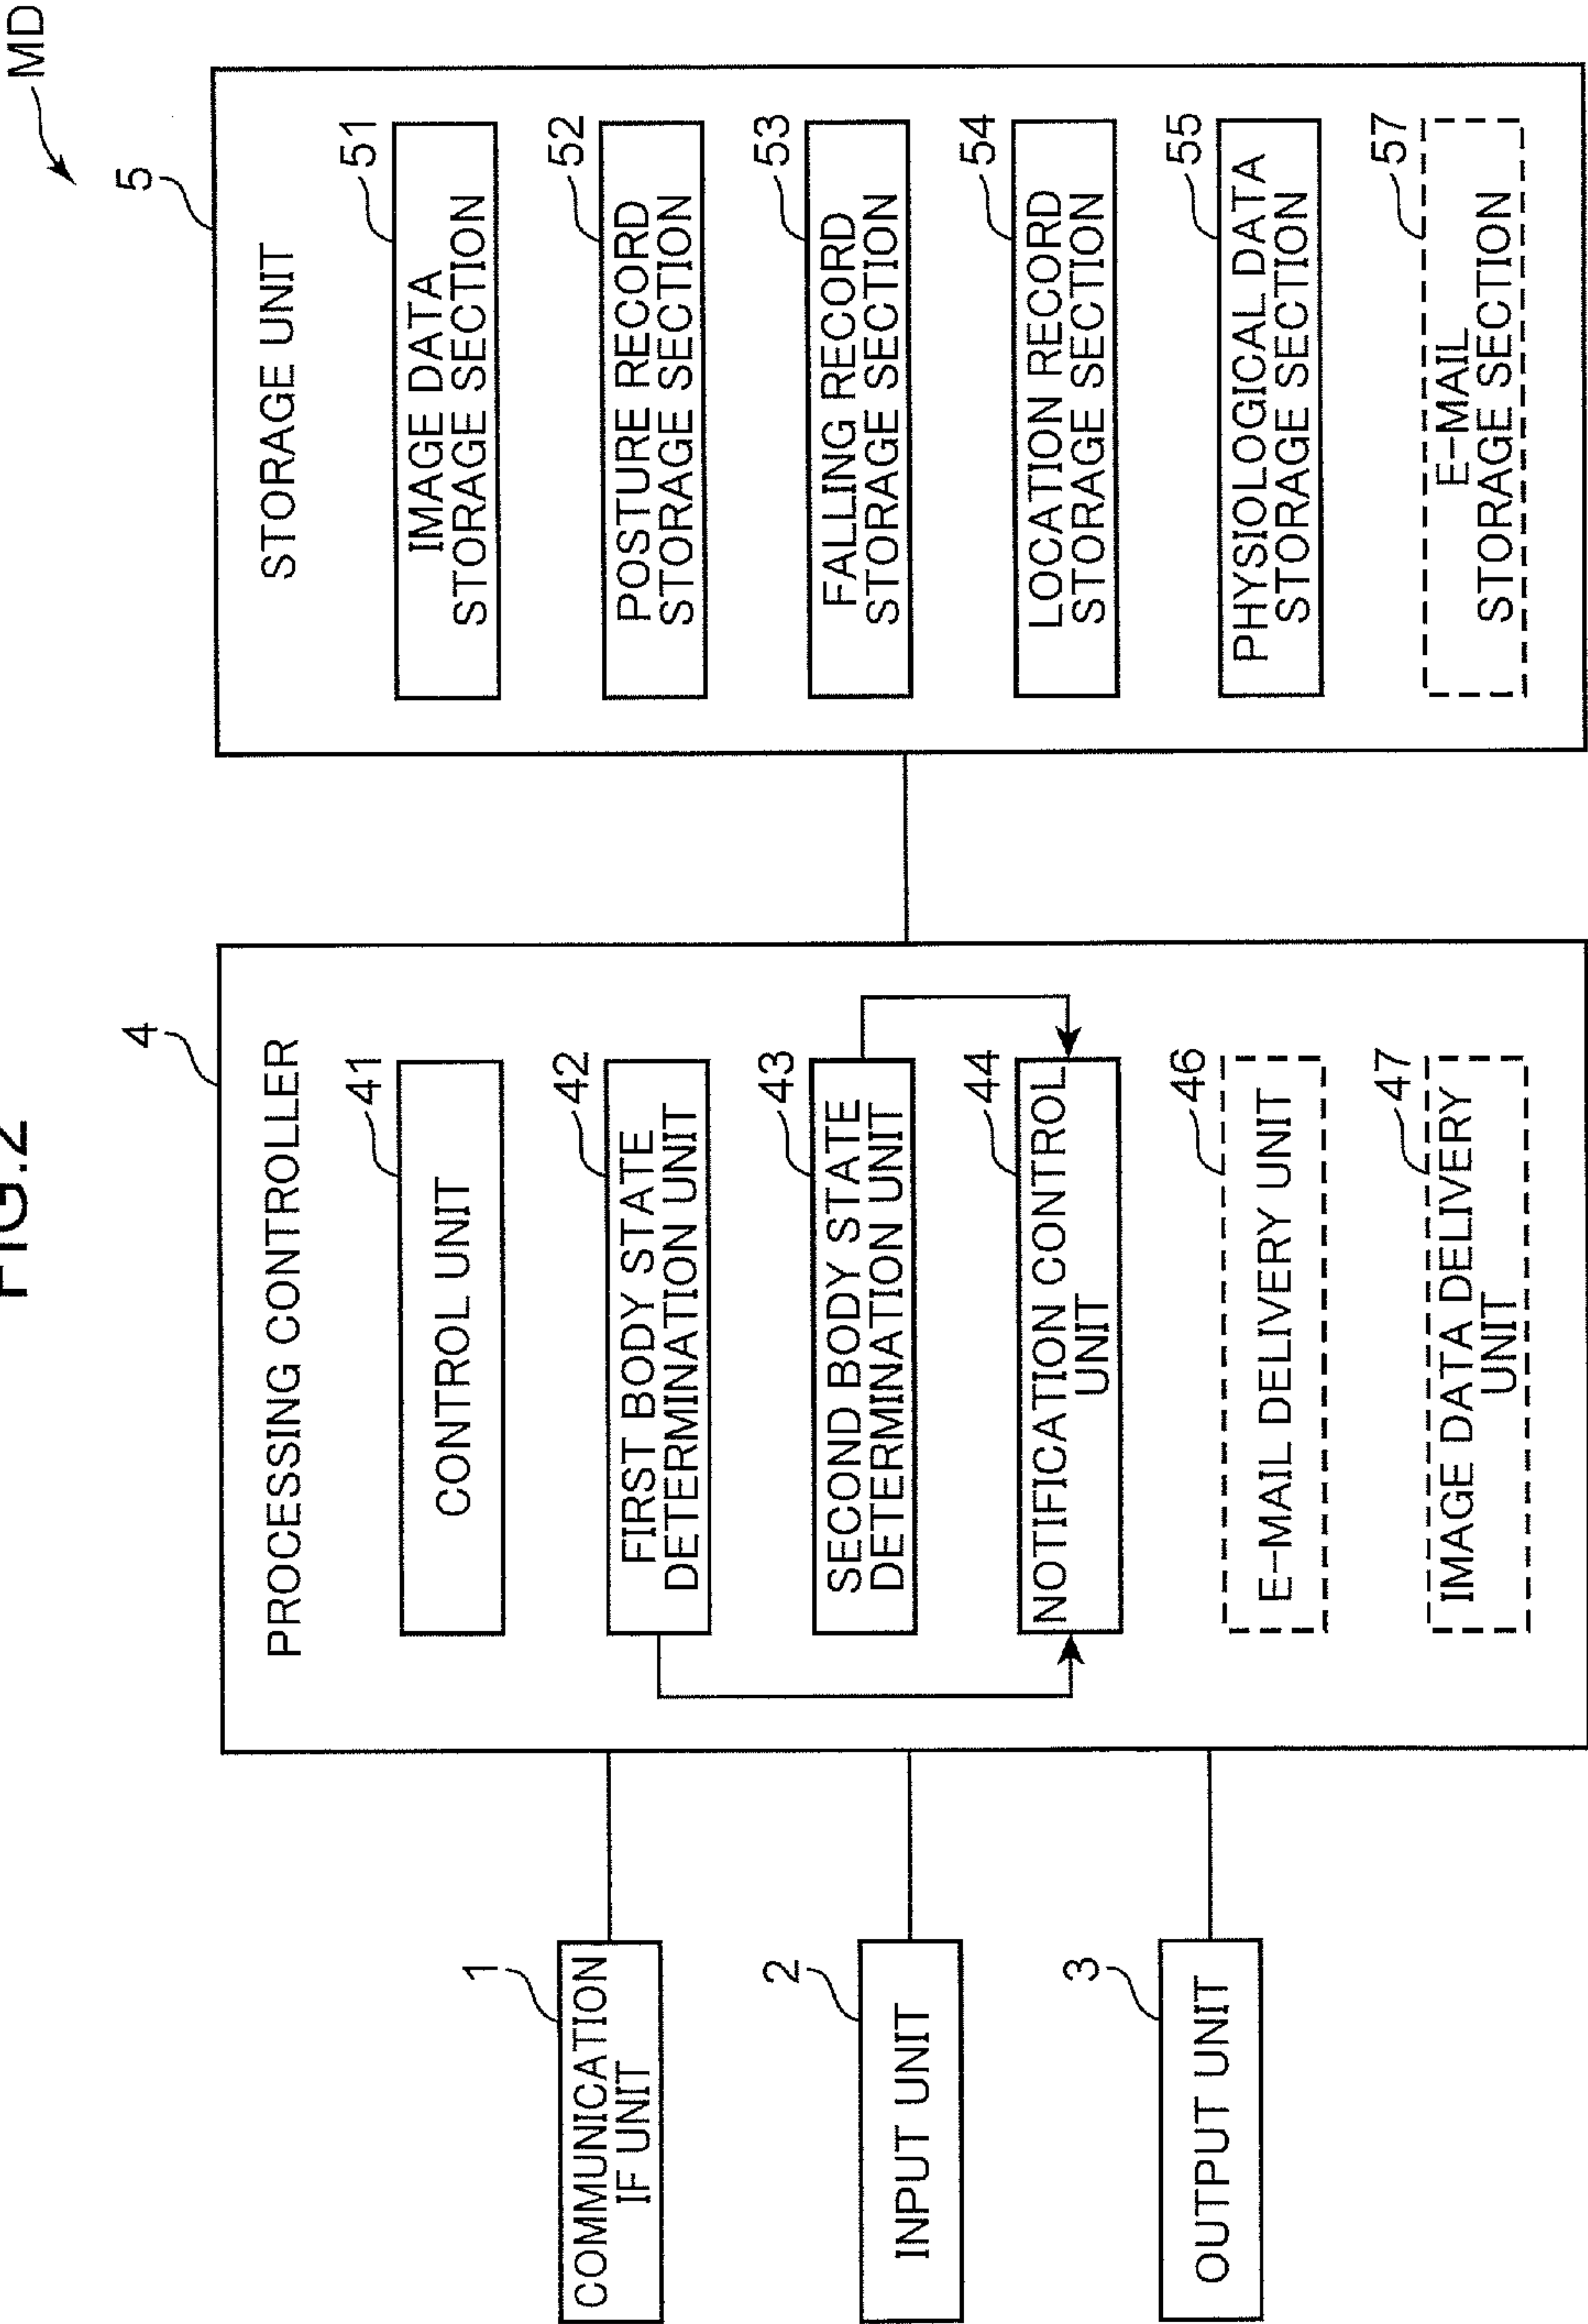 FIG.2
MD
1
COMMUNICATION
IF UNIT
2
INPUT UNIT
3
OUTPUT UNIT
4
PROCESSING CONTROLLER
41
CONTROL UNIT
42
FIRST BODY STATE
DETERMINATION UNIT
43
SECOND BODY STATE
DETERMINATION UNIT
44
NOTIFICATION CONTROL
UNIT
46
E-MAIL DELIVERY UNIT
47
IMAGE DATA DELIVERY
UNIT
5
STORAGE UNIT
51
IMAGE DATA
STORAGE SECTION
52
POSTURE RECORD
STORAGE SECTION
53
FALLING RECORD
STORAGE SECTION
54
LOCATION RECORD
STORAGE SECTION
55
PHYSIOLOGICAL DATA
STORAGE SECTION
57
E-MAIL
STORAGE SECTION